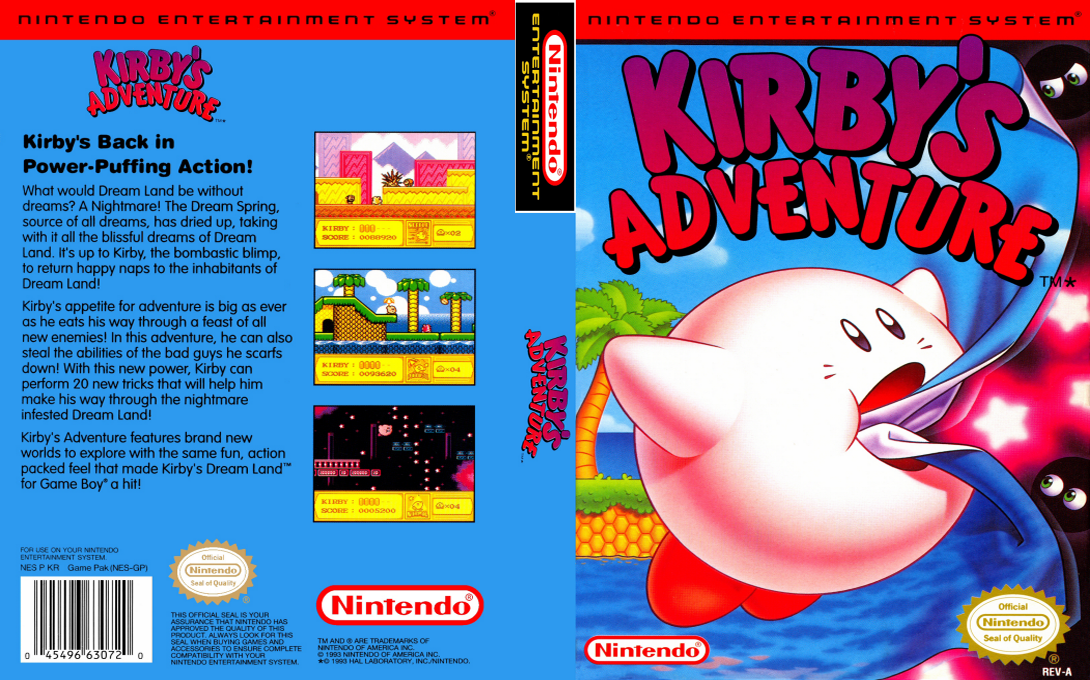 NINTENDO ENTERTAINMENT SYSTEM®
KIRBY'S
ADVENTURE™
Kirby's Back in
Power-Puffing Action!
What would Dream Land be without
dreams? A Nightmare! The Dream Spring,
source of all dreams, has dried up, taking
with it all the blissful dreams of Dream
Land. It's up to Kirby, the bombastic blimp,
to return happy naps to the inhabitants of
Dream Land!
Kirby's appetite for adventure is big as ever
as he eats his way through a feast of all
new enemies! In this adventure, he can also
steal the abilities of the bad guys he scarfs
down! With this new power, Kirby can
perform 20 new tricks that will help him
make his way through the nightmare
infested Dream Land!
Kirby's Adventure features brand new
worlds to explore with the same fun, action
packed feel that made Kirby's Dream Land™
for Game Boy® a hit!
KIRBY :
SCORE : 0088920
×02
KIRBY :
SCORE : 0093620
×04
KIRBY :
SCORE : 0005200
×04
FOR USE ON YOUR NINTENDO
ENTERTAINMENT SYSTEM.
NES P KR Game Pak (NES-GP)
0 45496 63072 0
Official
Nintendo
Seal of Quality
®
THIS OFFICIAL SEAL IS YOUR
ASSURANCE THAT NINTENDO HAS
APPROVED THE QUALITY OF THIS
PRODUCT. ALWAYS LOOK FOR THIS
SEAL WHEN BUYING GAMES AND
ACCESSORIES TO ENSURE COMPLETE
COMPATIBILITY WITH YOUR
NINTENDO ENTERTAINMENT SYSTEM.
Nintendo®
TM AND ® ARE TRADEMARKS OF
NINTENDO OF AMERICA INC.
© 1993 NINTENDO OF AMERICA INC.
★© 1993 HAL LABORATORY, INC./NINTENDO.
Nintendo®
ENTERTAINMENT
SYSTEM®
KIRBY'S
ADVENTURE™
NINTENDO ENTERTAINMENT SYSTEM®
KIRBY'S
ADVENTURE
TM★
Nintendo®
Official
Nintendo
Seal of Quality
®
REV-A